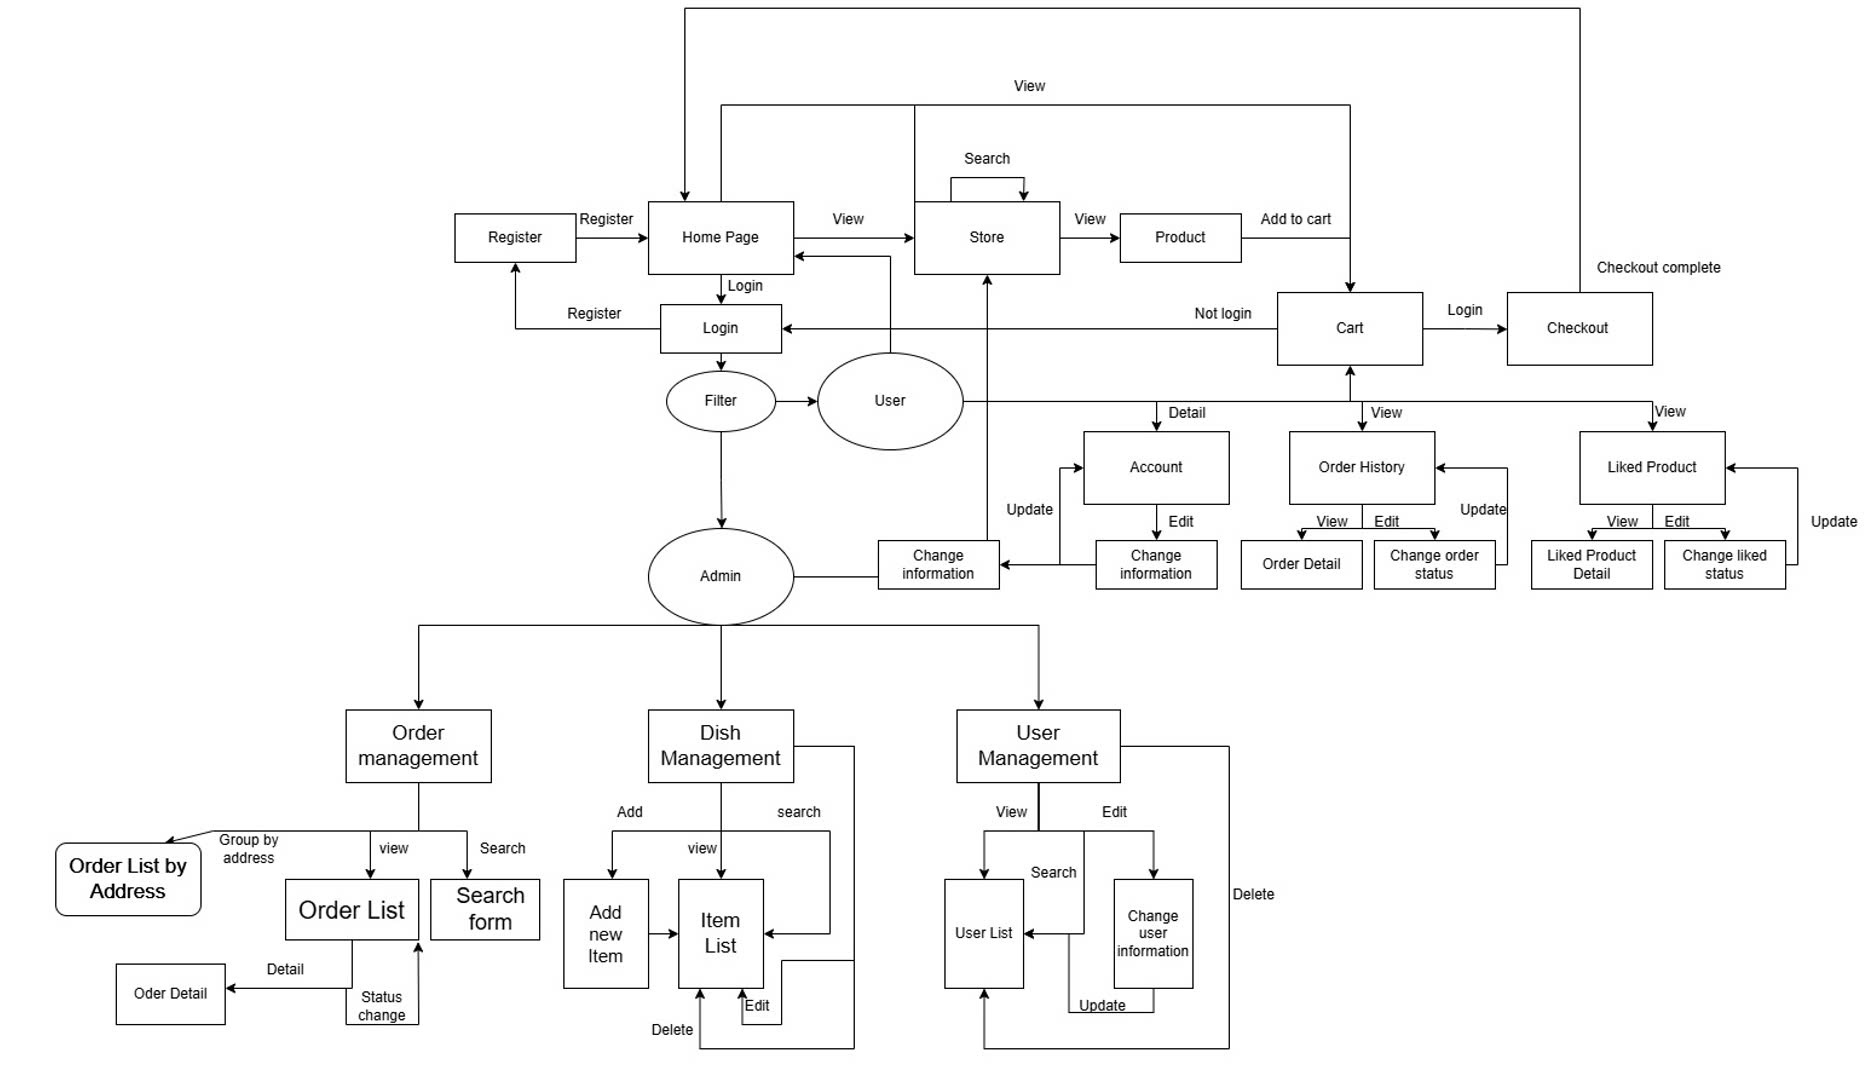 View
Search
Register
Register
Home Page
View
Store
View
Product
Add to cart
Checkout complete
Login
Register
Login
Not login
Cart
Login
Checkout
Filter
User
Detail
View
View
Account
Order History
Liked Product
Update
Edit
View
Edit
Update
View
Edit
Update
Change
information
Change
information
Order Detail
Change order
status
Liked Product
Detail
Change liked
status
Admin
Order
management
Dish
Management
User
Management
Add
search
View
Edit
Group by
address
view
Search
view
Order List by
Address
Order List
Search
form
Add
new
Item
Item
List
Search
User List
Change
user
information
Delete
Detail
Oder Detail
Status
change
Edit
Delete
Update